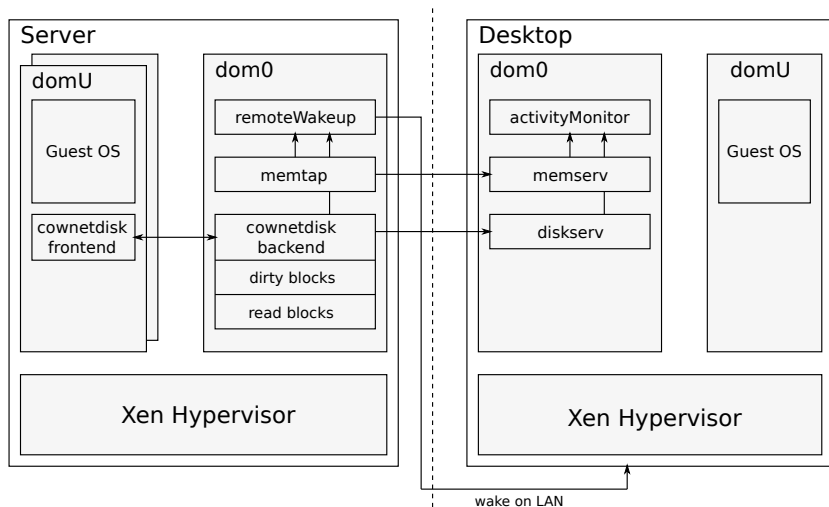 Server
domU
Guest OS
cownetdisk
frontend
dom0
remoteWakeup
memtap
cownetdisk
backend
dirty blocks
read blocks
Xen Hypervisor
Desktop
dom0
activityMonitor
memserv
diskserv
domU
Guest OS
Xen Hypervisor
wake on LAN